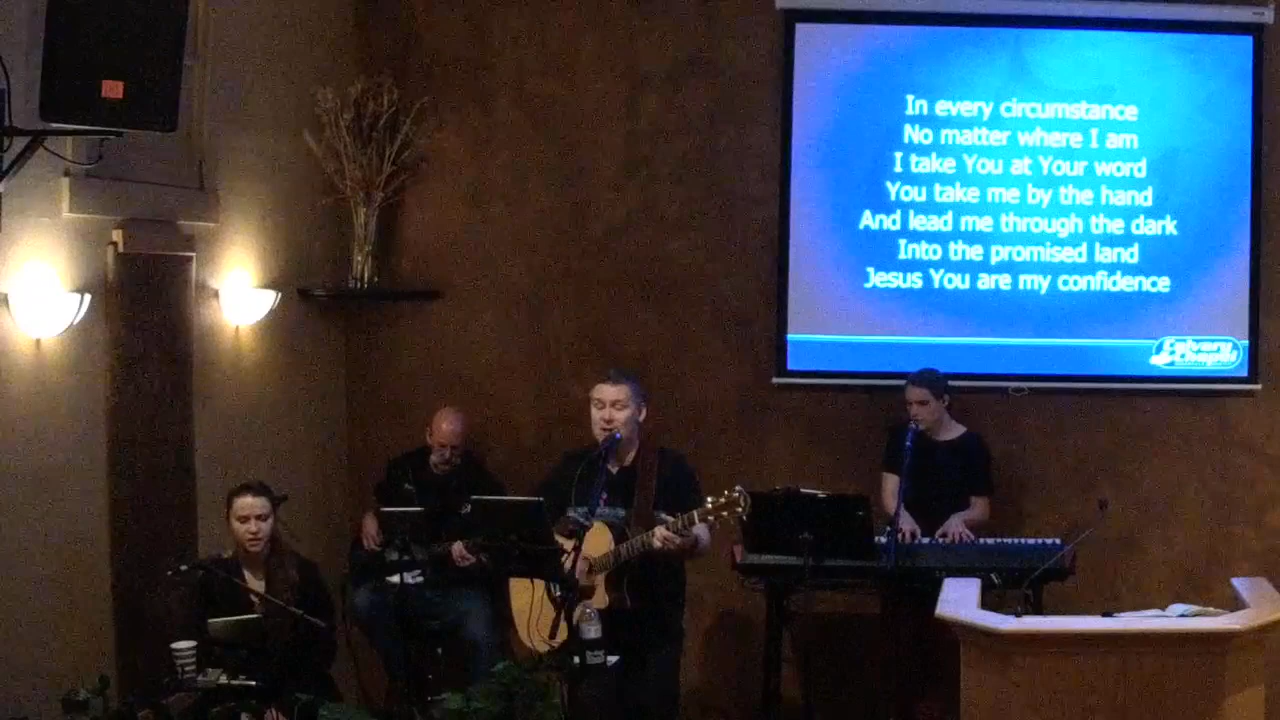 In every circumstance
No matter where I am
I take You at Your word
You take me by the hand
And lead me through the dark
Into the promised land
Jesus You are my confidence
Calvary
Chapel